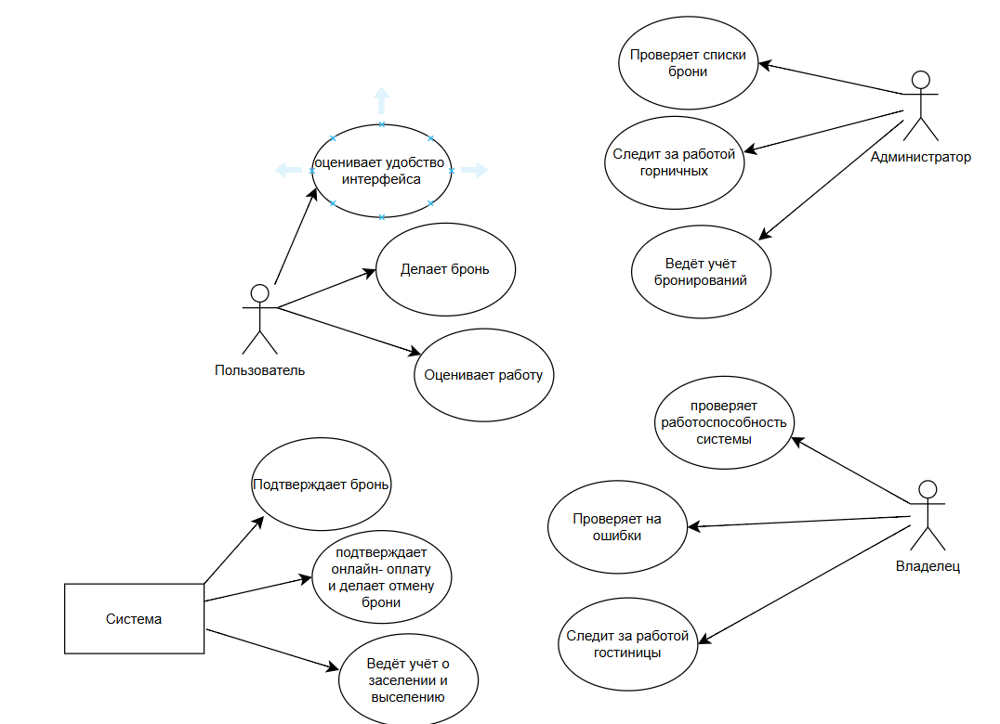 Проверяет списки
брони
Следит за работой
горничных
Ведёт учёт
бронирований
Администратор
оценивает удобство
интерфейса
Делает бронь
Оценивает работу
Пользователь
проверяет
работоспособность
системы
Проверяет на
ошибки
Следит за работой
гостиницы
Владелец
Подтверждает бронь
подтверждает
онлайн- оплату
и делает отмену
брони
Ведёт учёт о
заселении и
выселению
Система